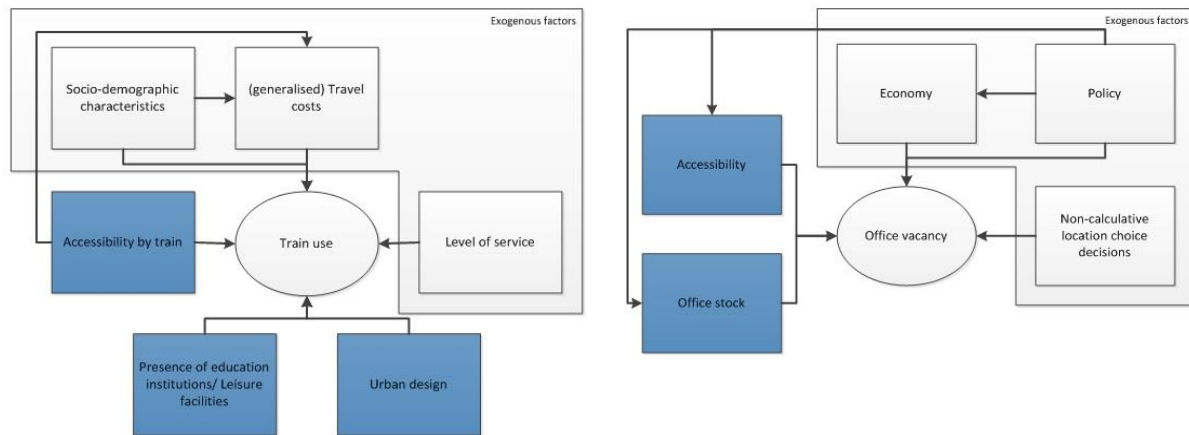 Exogenous factors
Socio-demographic
characteristics
(generalised) Travel
costs
Accessibility by train
Train use
Level of service
Presence of education
institutions/ Leisure
facilities
Urban design
Exogenous factors
Economy
Policy
Accessibility
Office vacancy
Non-calculative
location choice
decisions
Office stock